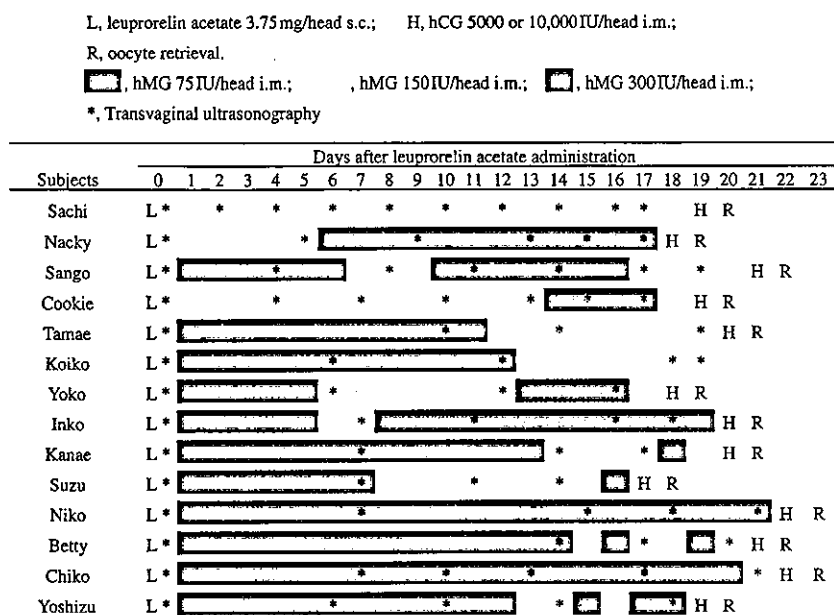 L, leuprorelin acetate 3.75 mg/head s.c.; H, hCG 5000 or 10,000 IU/head i.m.;
R, oocyte retrieval.
, hMG 75 IU/head i.m.; , hMG 150 IU/head i.m.; , hMG 300 IU/head i.m.;
*, Transvaginal ultrasonography
Days after leuprorelin acetate administration
Subjects 0 1 2 3 4 5 6 7 8 9 10 11 12 13 14 15 16 17 18 19 20 21 22 23
Sachi L * * * * * * * * * * H R
Nacky L * * * * * * H R
Sango L * * * * * * * H R
Cookie L * * * * * * * H R
Tamae L * * * * H R
Koiko L * * * * *
Yoko L * * * * H R
Inko L * * * * * H R
Kanae L * * * * H R
Suzu L * * * * H R
Niko L * * * * * H R
Betty L * * * * H R
Chiko L * * * * * * H R
Yoshizu L * * * * * H R